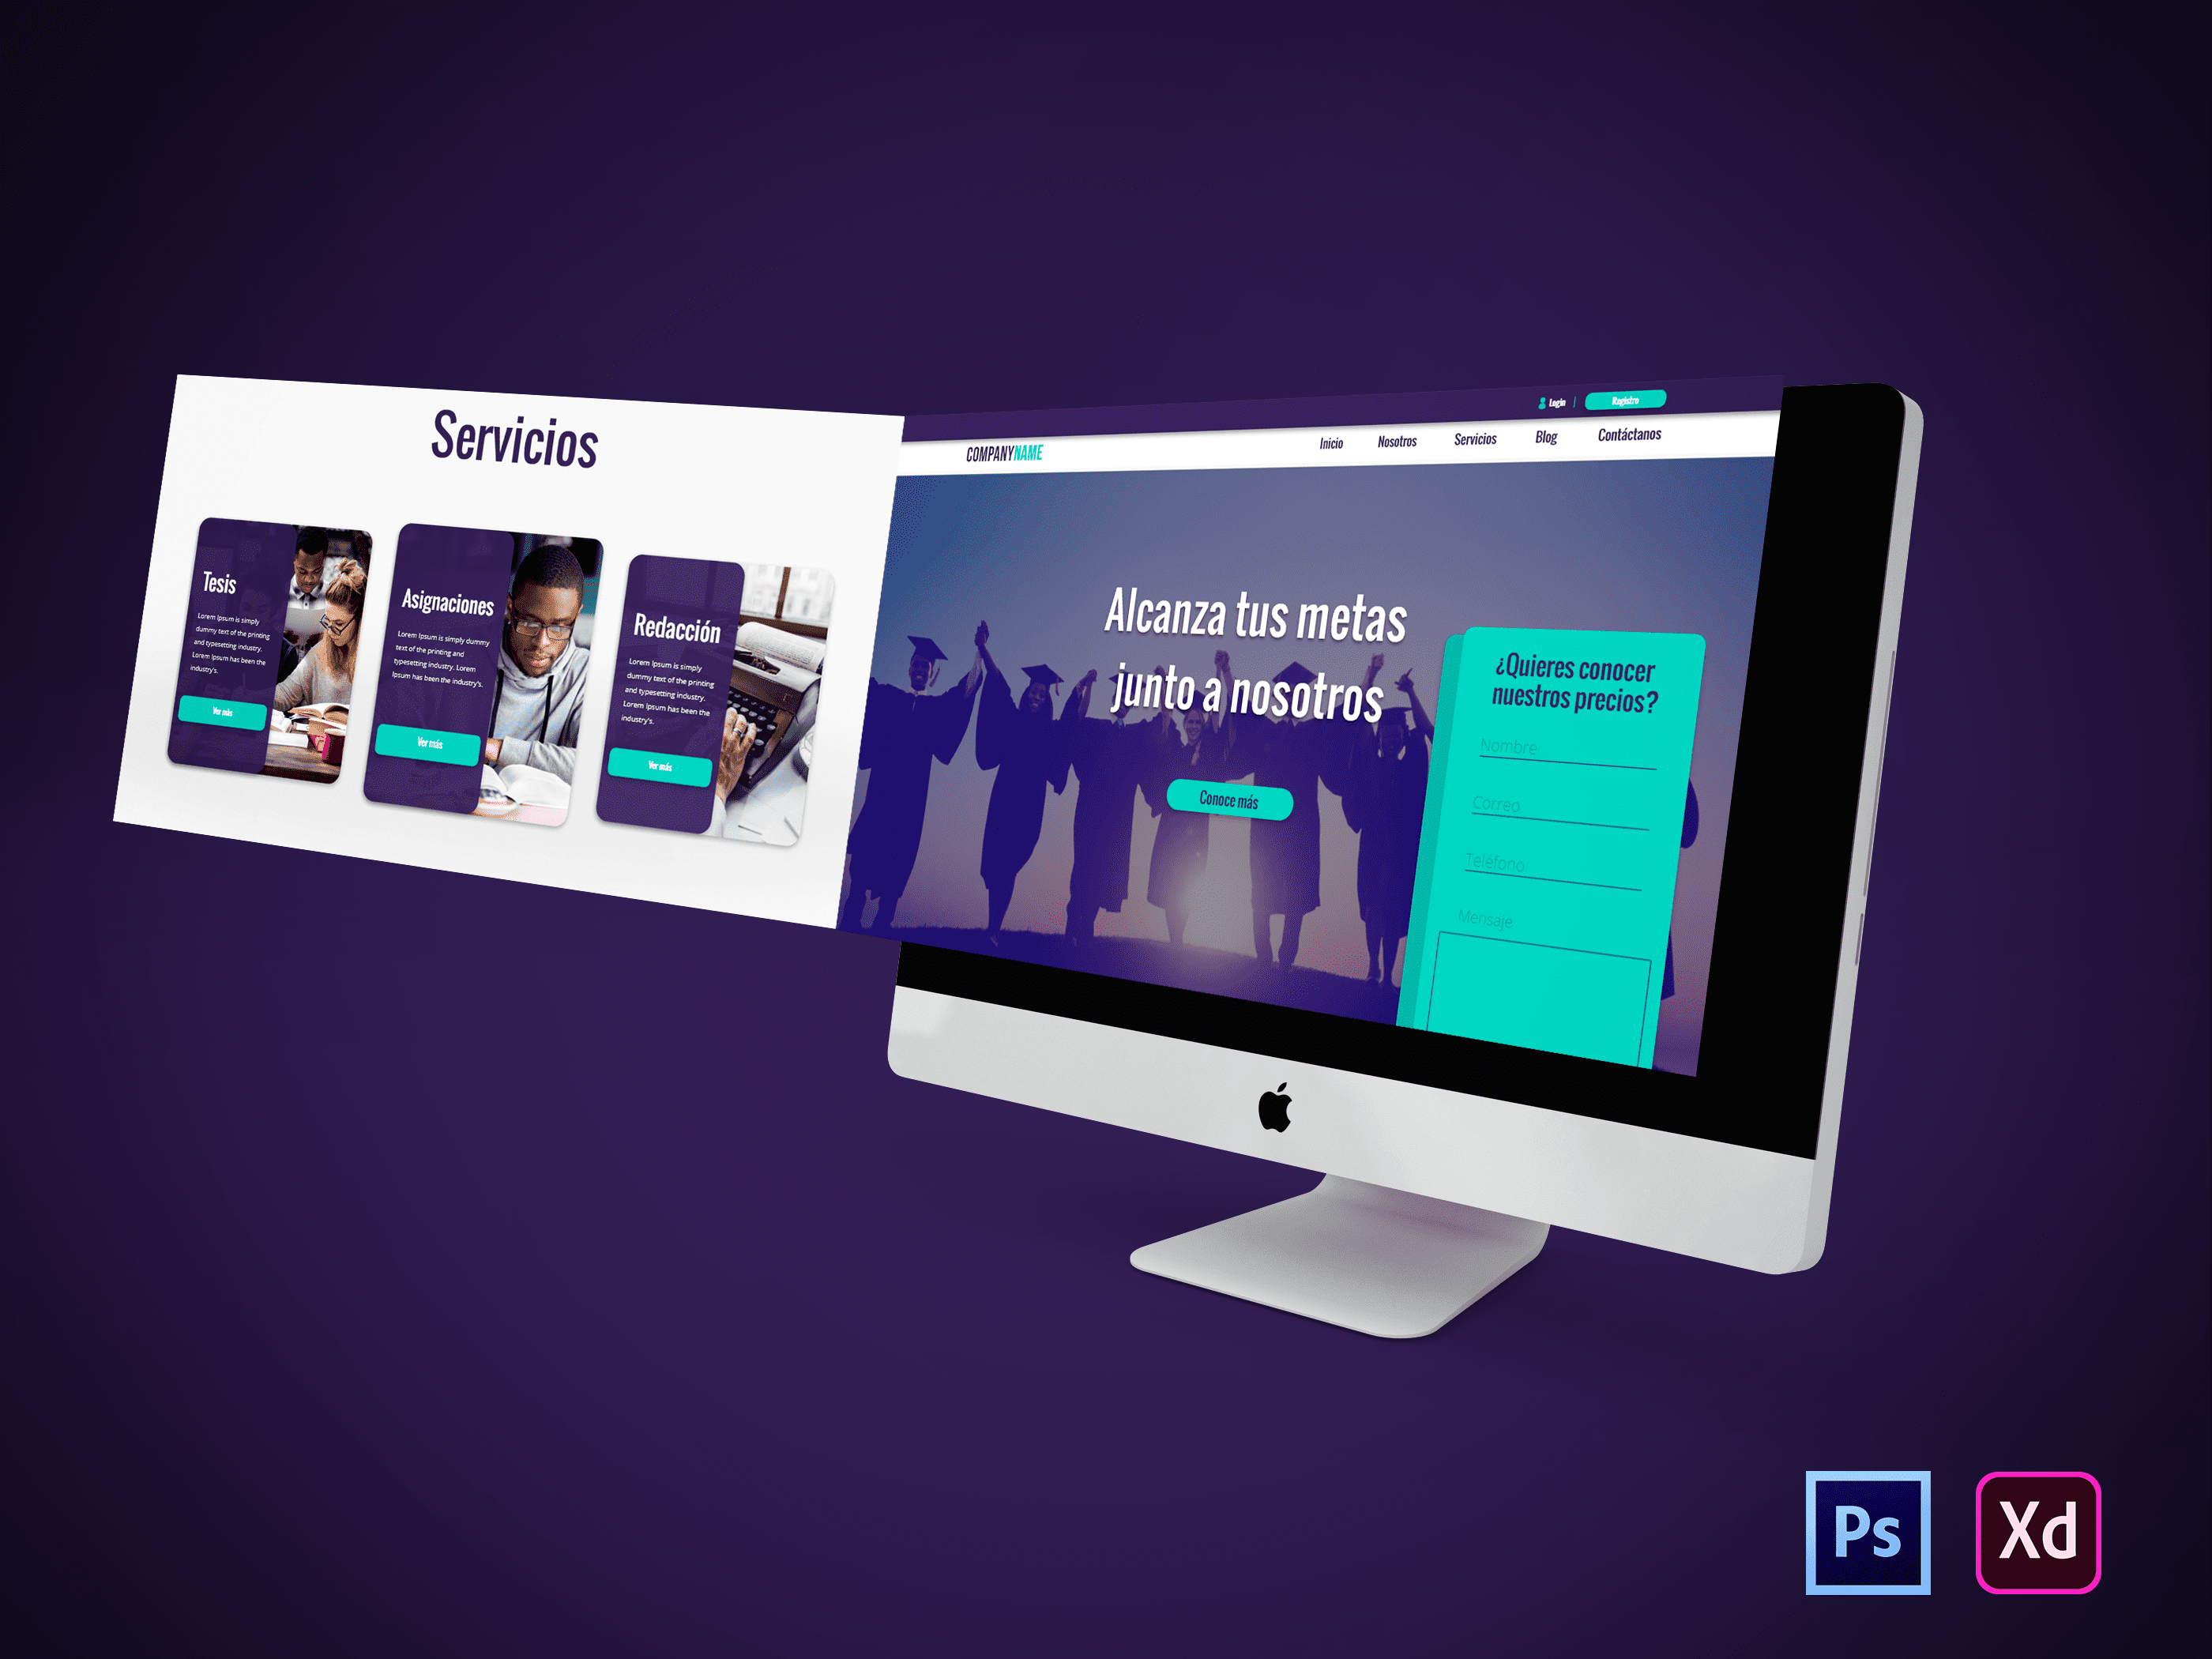 Servicios
Tesis
Lorem Ipsum is simply
dummy text of the printing
and typesetting industry.
Lorem Ipsum has been the
industry's.
Ver más
Asignaciones
Lorem Ipsum is simply dummy
text of the printing and
typesetting industry. Lorem
Ipsum has been the industry's.
Ver más
Redacción
Lorem Ipsum is simply
dummy text of the printing
and typesetting industry.
Lorem Ipsum has been the
industry's.
Ver más
Login | Registro
COMPANYNAME
Inicio Nosotros Servicios Blog Contáctanos
Alcanza tus metas
junto a nosotros
Conoce más
¿Quieres conocer
nuestros precios?
Nombre
Correo
Teléfono
Mensaje
Ps
Xd